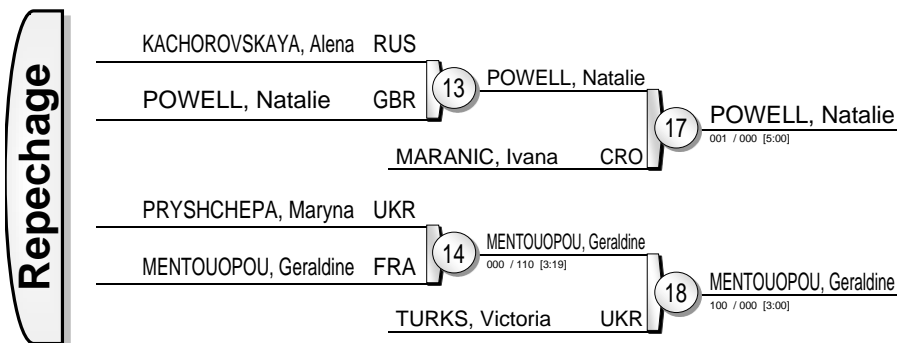 Repechage
KACHOROVSKAYA, Alena RUS
POWELL, Natalie GBR
13
POWELL, Natalie
MARANIC, Ivana CRO
17
POWELL, Natalie
001 / 000 [5:00]
PRYSHCHEPA, Maryna UKR
MENTOUOPOU, Geraldine FRA
14
MENTOUOPOU, Geraldine
000 / 110 [3:19]
TURKS, Victoria UKR
18
MENTOUOPOU, Geraldine
100 / 000 [3:00]